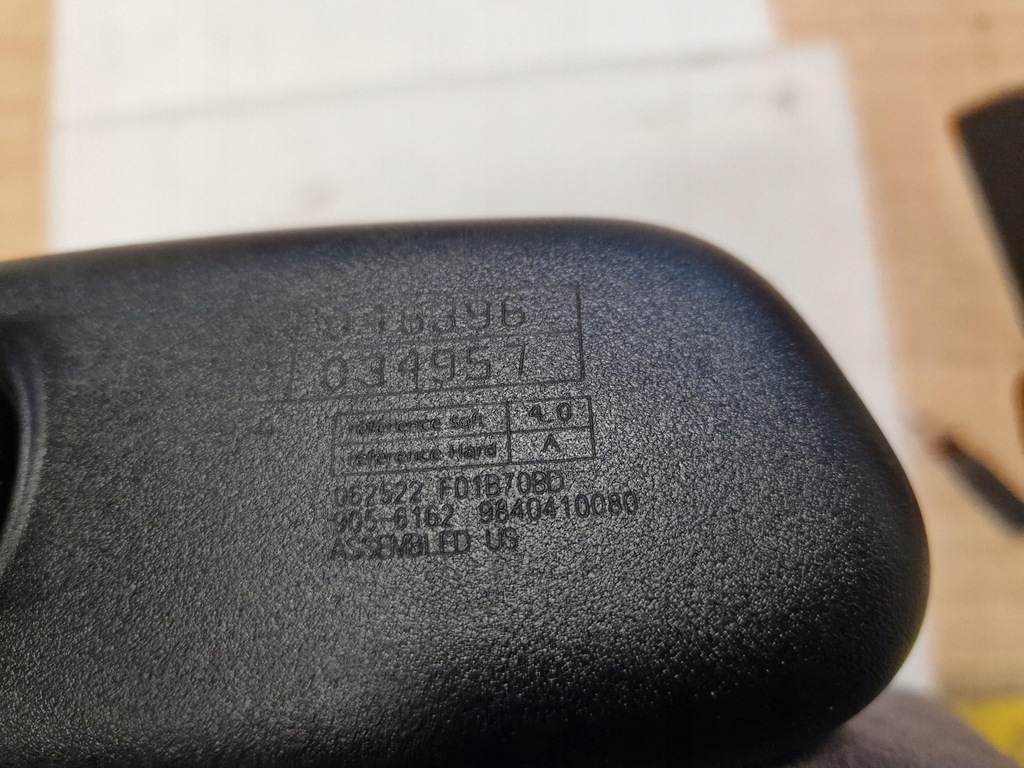 034957
reference soft 4.0
reference Hard A
062522 F01B70BD
905-6162 9840410080
ASSEMBLED US